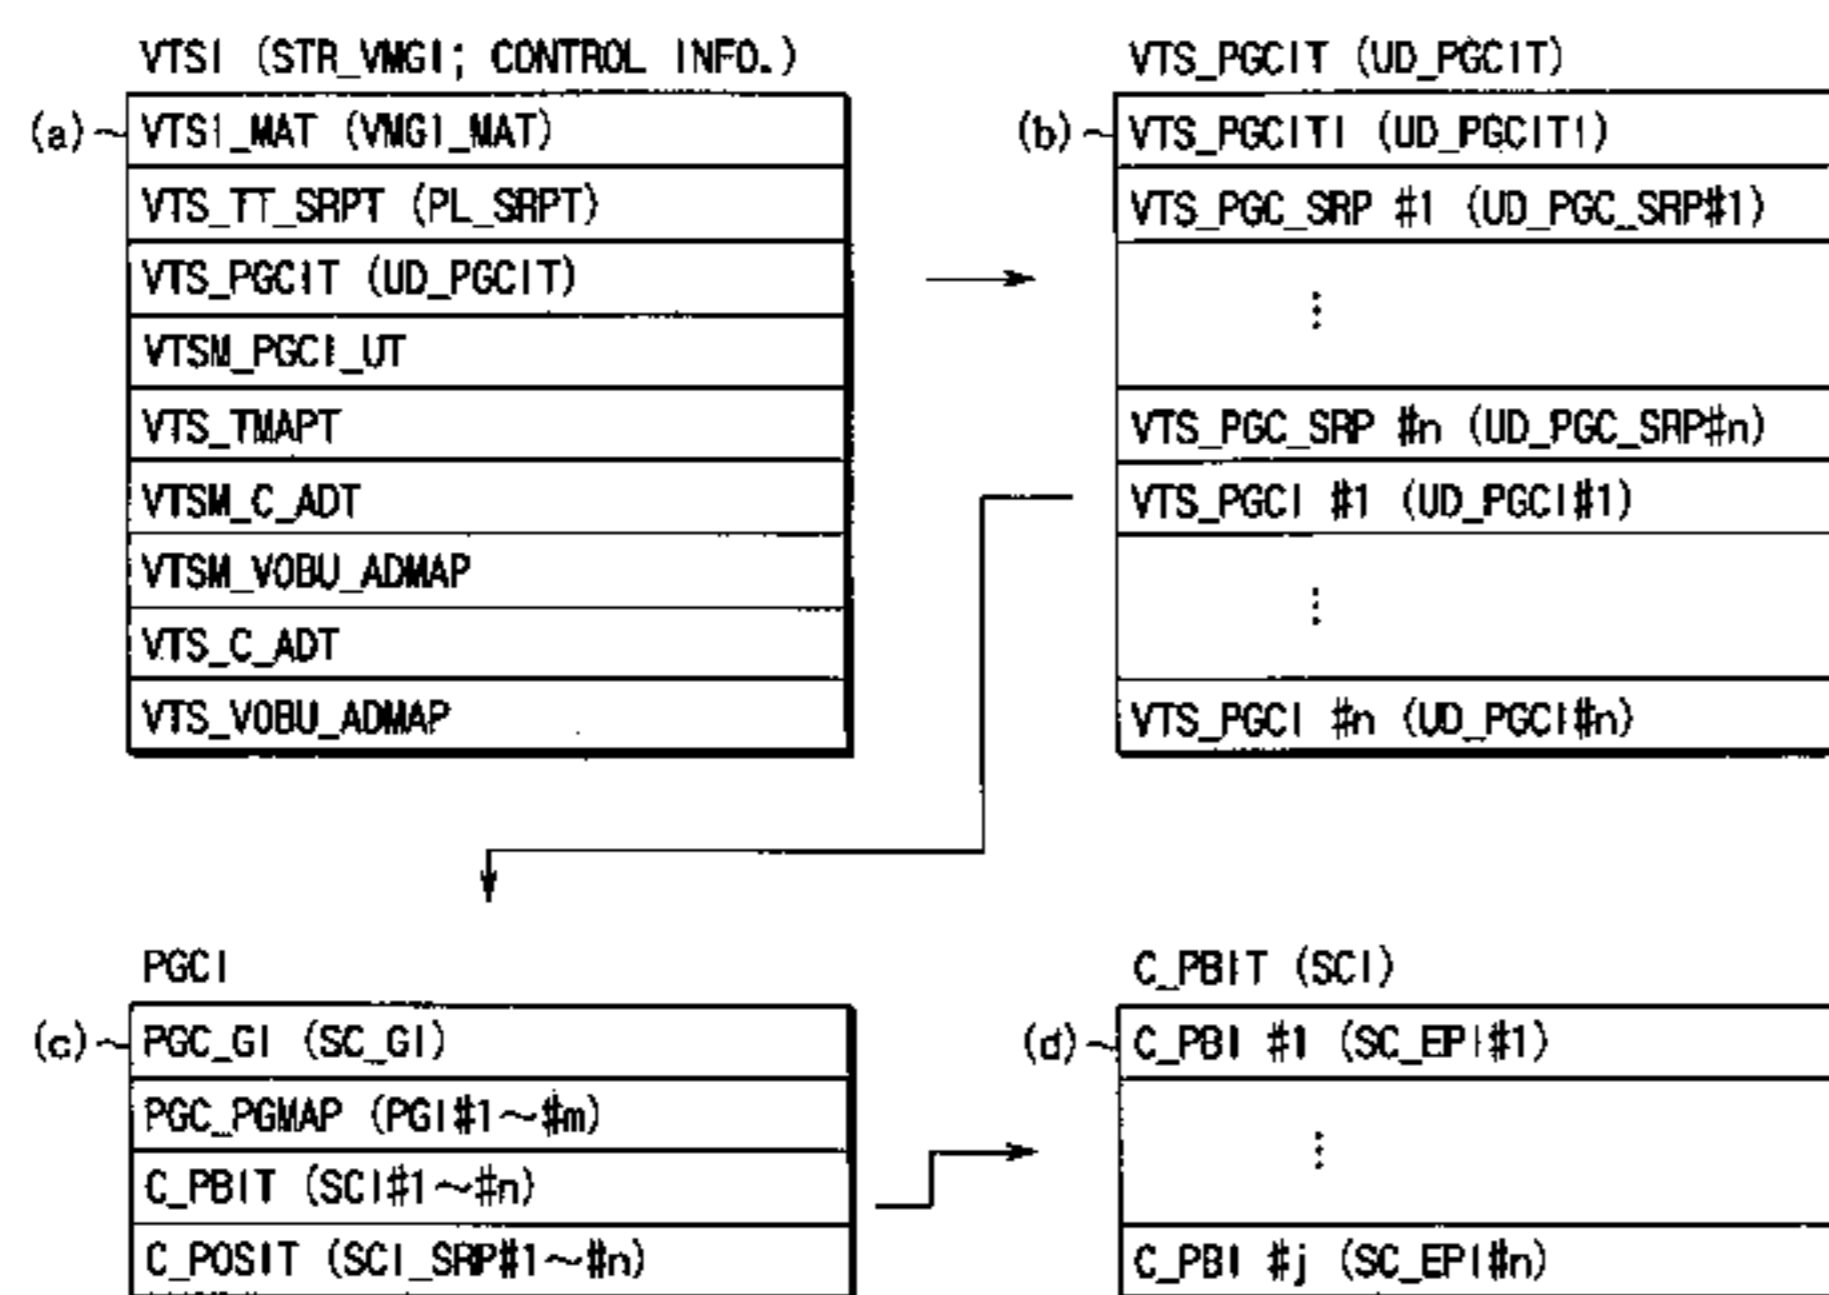 VTSI (STR_VMGI; CONTROL INFO.)
(a)
VTSI_MAT (VMGI_MAT)
VTS_TT_SRPT (PL_SRPT)
VTS_PGCIT (UD_PGCIT)
VTSM_PGCI_UT
VTS_TMAPT
VTSM_C_ADT
VTSM_VOBU_ADMAP
VTS_C_ADT
VTS_VOBU_ADMAP
VTS_PGCIT (UD_PGCIT)
(b)
VTS_PGCITI (UD_PGCITI)
VTS_PGC_SRP #1 (UD_PGC_SRP#1)
⋮
VTS_PGC_SRP #n (UD_PGC_SRP#n)
VTS_PGCI #1 (UD_PGCI#1)
⋮
VTS_PGCI #n (UD_PGCI#n)
PGCI
(c)
PGC_GI (SC_GI)
PGC_PGMAP (PGI#1~#m)
C_PBIT (SCI#1~#n)
C_POSIT (SCI_SRP#1~#n)
C_PBIT (SCI)
(d)
C_PBI #1 (SC_EPI#1)
⋮
C_PBI #j (SC_EPI#n)